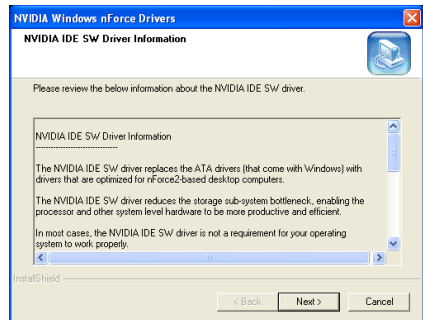 NVIDIA Windows nForce Drivers
NVIDIA IDE SW Driver Information
Please review the below information about the NVIDIA IDE SW driver.
NVIDIA IDE SW Driver Information
--------------------------------
The NVIDIA IDE SW driver replaces the ATA drivers (that come with Windows) with
drivers that are optimized for nForce2-based desktop computers.
The NVIDIA IDE SW driver reduces the storage sub-system bottleneck, enabling the
processor and other system level hardware to be more productive and efficient.
In most cases, the NVIDIA IDE SW driver is not a requirement for your operating
system to work properly.
InstallShield
< Back Next > Cancel